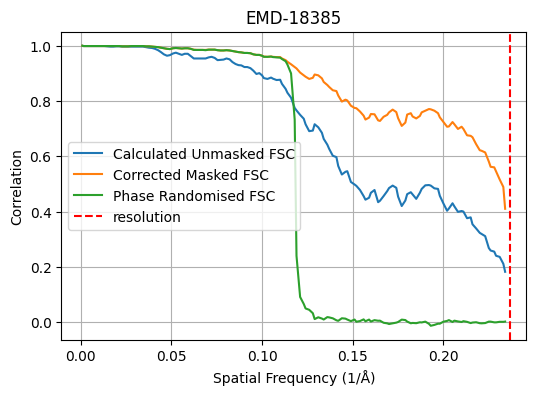 EMD-18385
1.0
0.8
0.6
0.4
0.2
0.0
Correlation
Calculated Unmasked FSC
Corrected Masked FSC
Phase Randomised FSC
resolution
0.00 0.05 0.10 0.15 0.20
Spatial Frequency (1/Å)